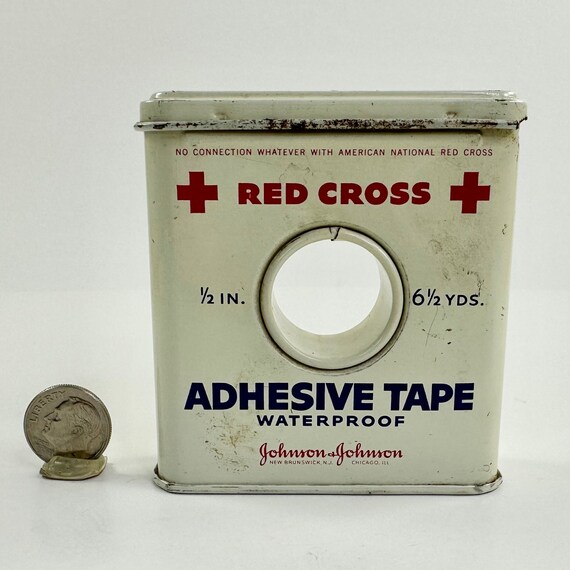 NO CONNECTION WHATEVER WITH AMERICAN NATIONAL RED CROSS
RED CROSS
½ IN. 6½ YDS.
ADHESIVE TAPE
WATERPROOF
Johnson & Johnson
NEW BRUNSWICK, N.J. CHICAGO, ILL.
LIBERTY